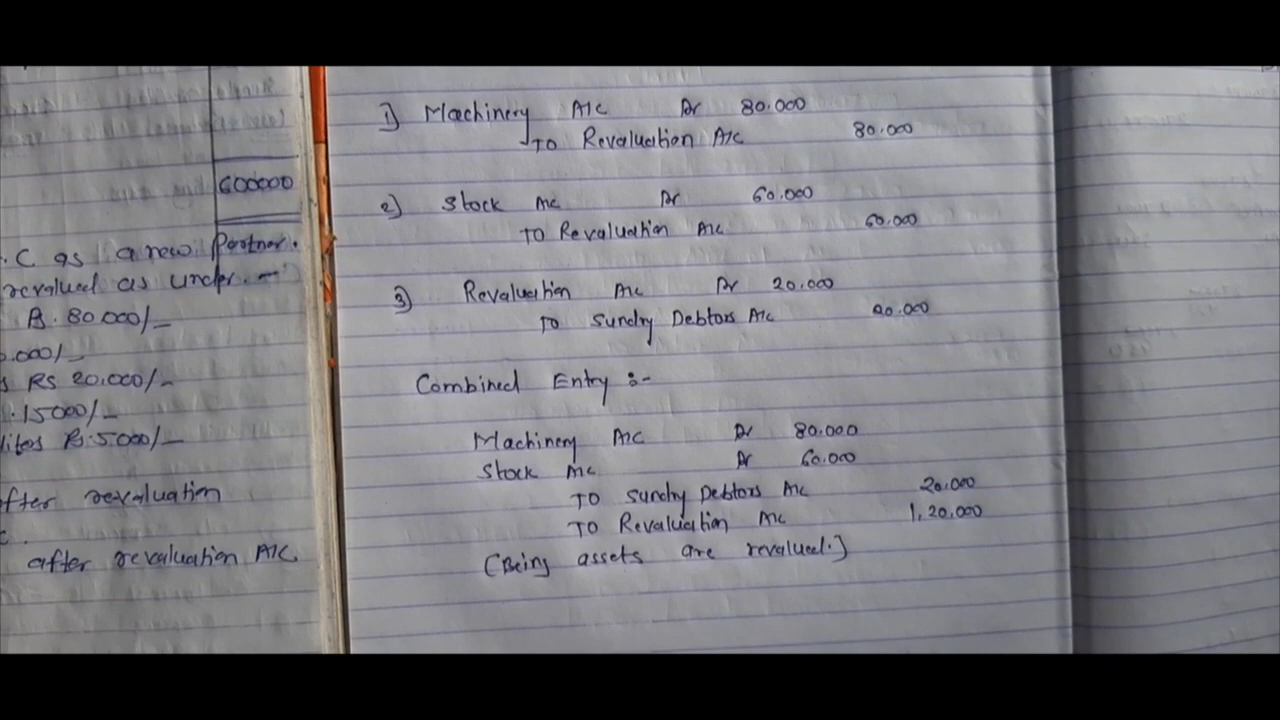 600000
. C as a new Partner.
revalued as under. –
Rs. 80000/-
0.000/-
s RS 20.000/-
. 15000/-
lites Rs. 5.000/-
after revaluation
c .
after revaluation A/C.
1) Machinery A/C Dr 80.000
To Revaluation A/C 80.000
2) Stock A/C Dr 60.000
To Revaluation A/C 60.000
3) Revaluation A/C Dr 20.000
To Sundry Debtors A/C 20.000
Combined Entry :-
Machinery A/C Dr 80.000
Stock A/C Dr 60.000
To Sundry Debtors A/C 20.000
To Revaluation A/C 1,20.000
(Being assets are revalued.)